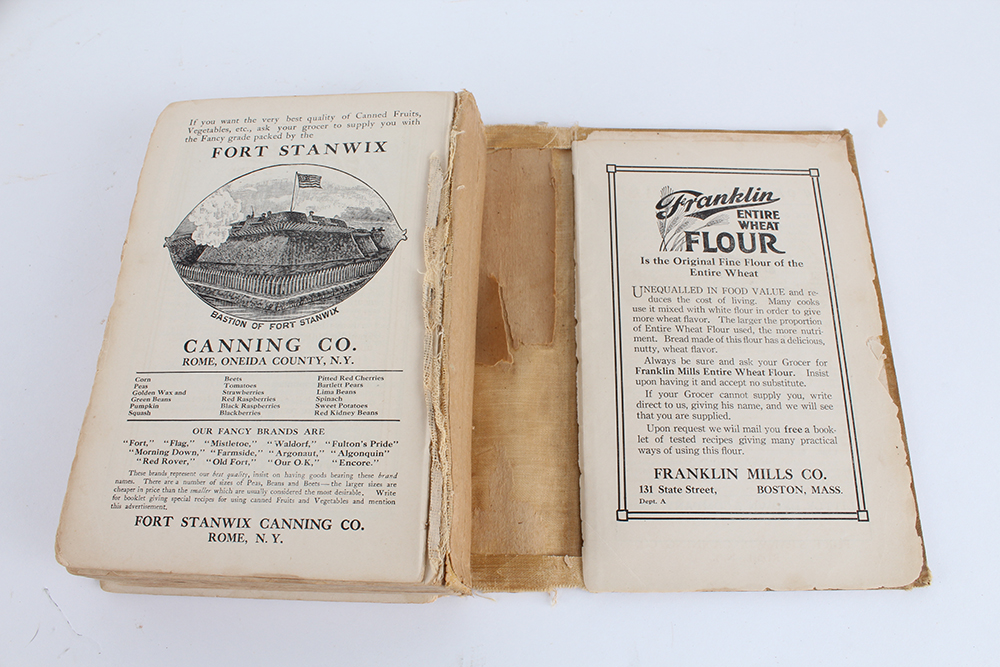 If you want the very best quality of Canned Fruits,
Vegetables, etc., ask your grocer to supply you with
the Fancy grade packed by the
FORT STANWIX
BASTION OF FORT STANWIX
CANNING CO.
ROME, ONEIDA COUNTY, N.Y.
Corn Beets Pitted Red Cherries
Peas Tomatoes Bartlett Pears
Golden Wax and Strawberries Lima Beans
Green Beans Red Raspberries Spinach
Pumpkin Black Raspberries Sweet Potatoes
Squash Blackberries Red Kidney Beans
OUR FANCY BRANDS ARE
"Fort," "Flag," "Mistletoe," "Waldorf," "Fulton's Pride"
"Morning Down," "Farmside," "Argonaut," "Algonquin"
"Red Rover," "Old Fort," "Our O-K," "Encore."
These brands represent our best quality, insist on having goods bearing these brand
names. There are a number of sizes of Peas, Beans and Beets—the larger sizes are
cheaper in price than the smaller which are usually considered the most desirable. Write
for booklet giving special recipes for using canned Fruits and Vegetables and mention
this advertisement.
FORT STANWIX CANNING CO.
ROME, N. Y.
Franklin
ENTIRE
WHEAT
FLOUR
Is the Original Fine Flour of the
Entire Wheat
UNEQUALLED IN FOOD VALUE and re-
duces the cost of living. Many cooks
use it mixed with white flour in order to give
more wheat flavor. The larger the proportion
of Entire Wheat Flour used, the more nutri-
ment. Bread made of this flour has a delicious,
nutty, wheat flavor.
Always be sure and ask your Grocer for
Franklin Mills Entire Wheat Flour. Insist
upon having it and accept no substitute.
If your Grocer cannot supply you, write
direct to us, giving his name, and we will see
that you are supplied.
Upon request we wiil mail you free a book-
let of tested recipes giving many practical
ways of using this flour.
FRANKLIN MILLS CO.
131 State Street, BOSTON, MASS.
Dept. A